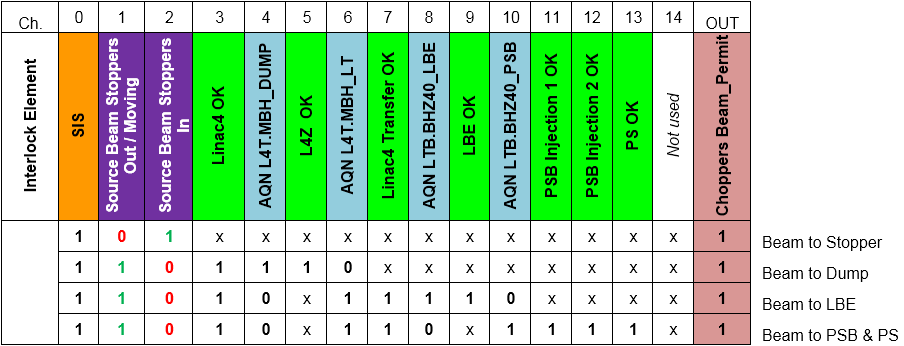 Ch. 0 1 2 3 4 5 6 7 8 9 10 11 12 13 14 OUT
Interlock Element
SIS
Source Beam Stoppers
Out / Moving
Source Beam Stoppers
In
Linac4 OK
AQN L4T.MBH_DUMP
L4Z OK
AQN L4T.MBH_LT
Linac4 Transfer OK
AQN LTB.BHZ40_LBE
LBE OK
AQN LTB.BHZ40_PSB
PSB Injection 1 OK
PSB Injection 2 OK
PS OK
Not used
Choppers Beam_Permit
1 0 1 x x x x x x x x x x x x 1 Beam to Stopper
1 1 0 1 1 1 0 x x x x x x x x 1 Beam to Dump
1 1 0 1 0 x 1 1 1 1 0 x x x x 1 Beam to LBE
1 1 0 1 0 x 1 1 0 x 1 1 1 1 x 1 Beam to PSB & PS